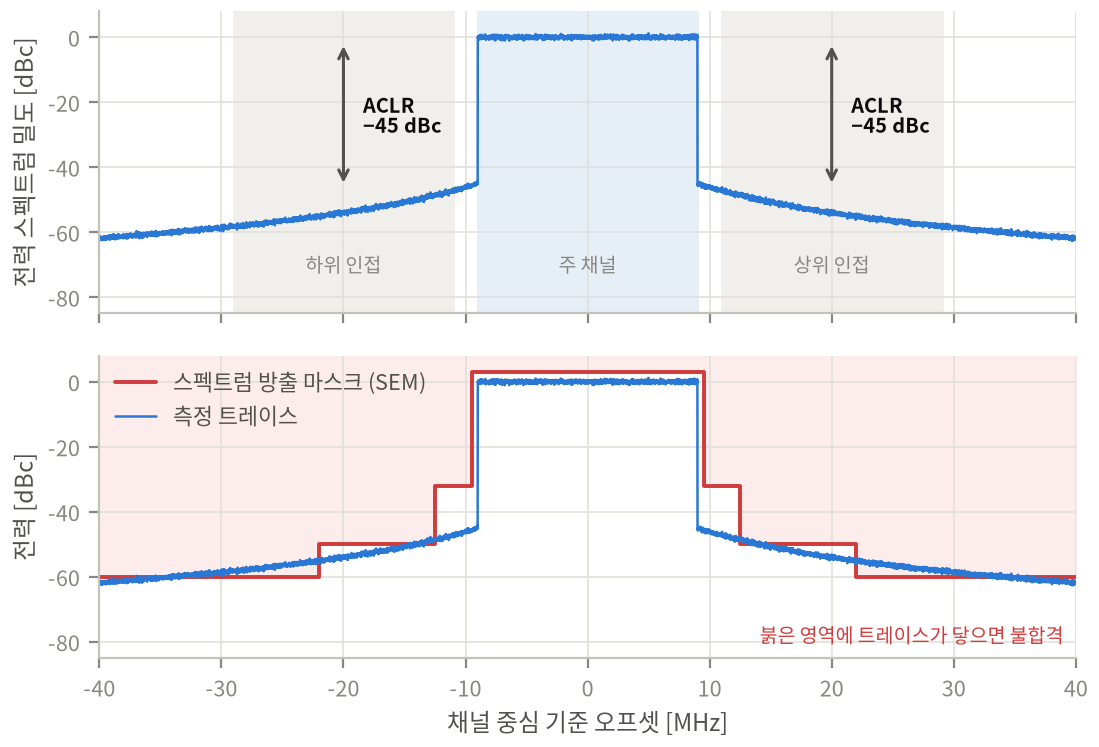 전력 스펙트럼 밀도 [dBc]
0
-20
-40
-60
-80
ACLR
−45 dBc
ACLR
−45 dBc
하위 인접
주 채널
상위 인접
전력 [dBc]
0
-20
-40
-60
-80
스펙트럼 방출 마스크 (SEM)
측정 트레이스
붉은 영역에 트레이스가 닿으면 불합격
-40 -30 -20 -10 0 10 20 30 40
채널 중심 기준 오프셋 [MHz]